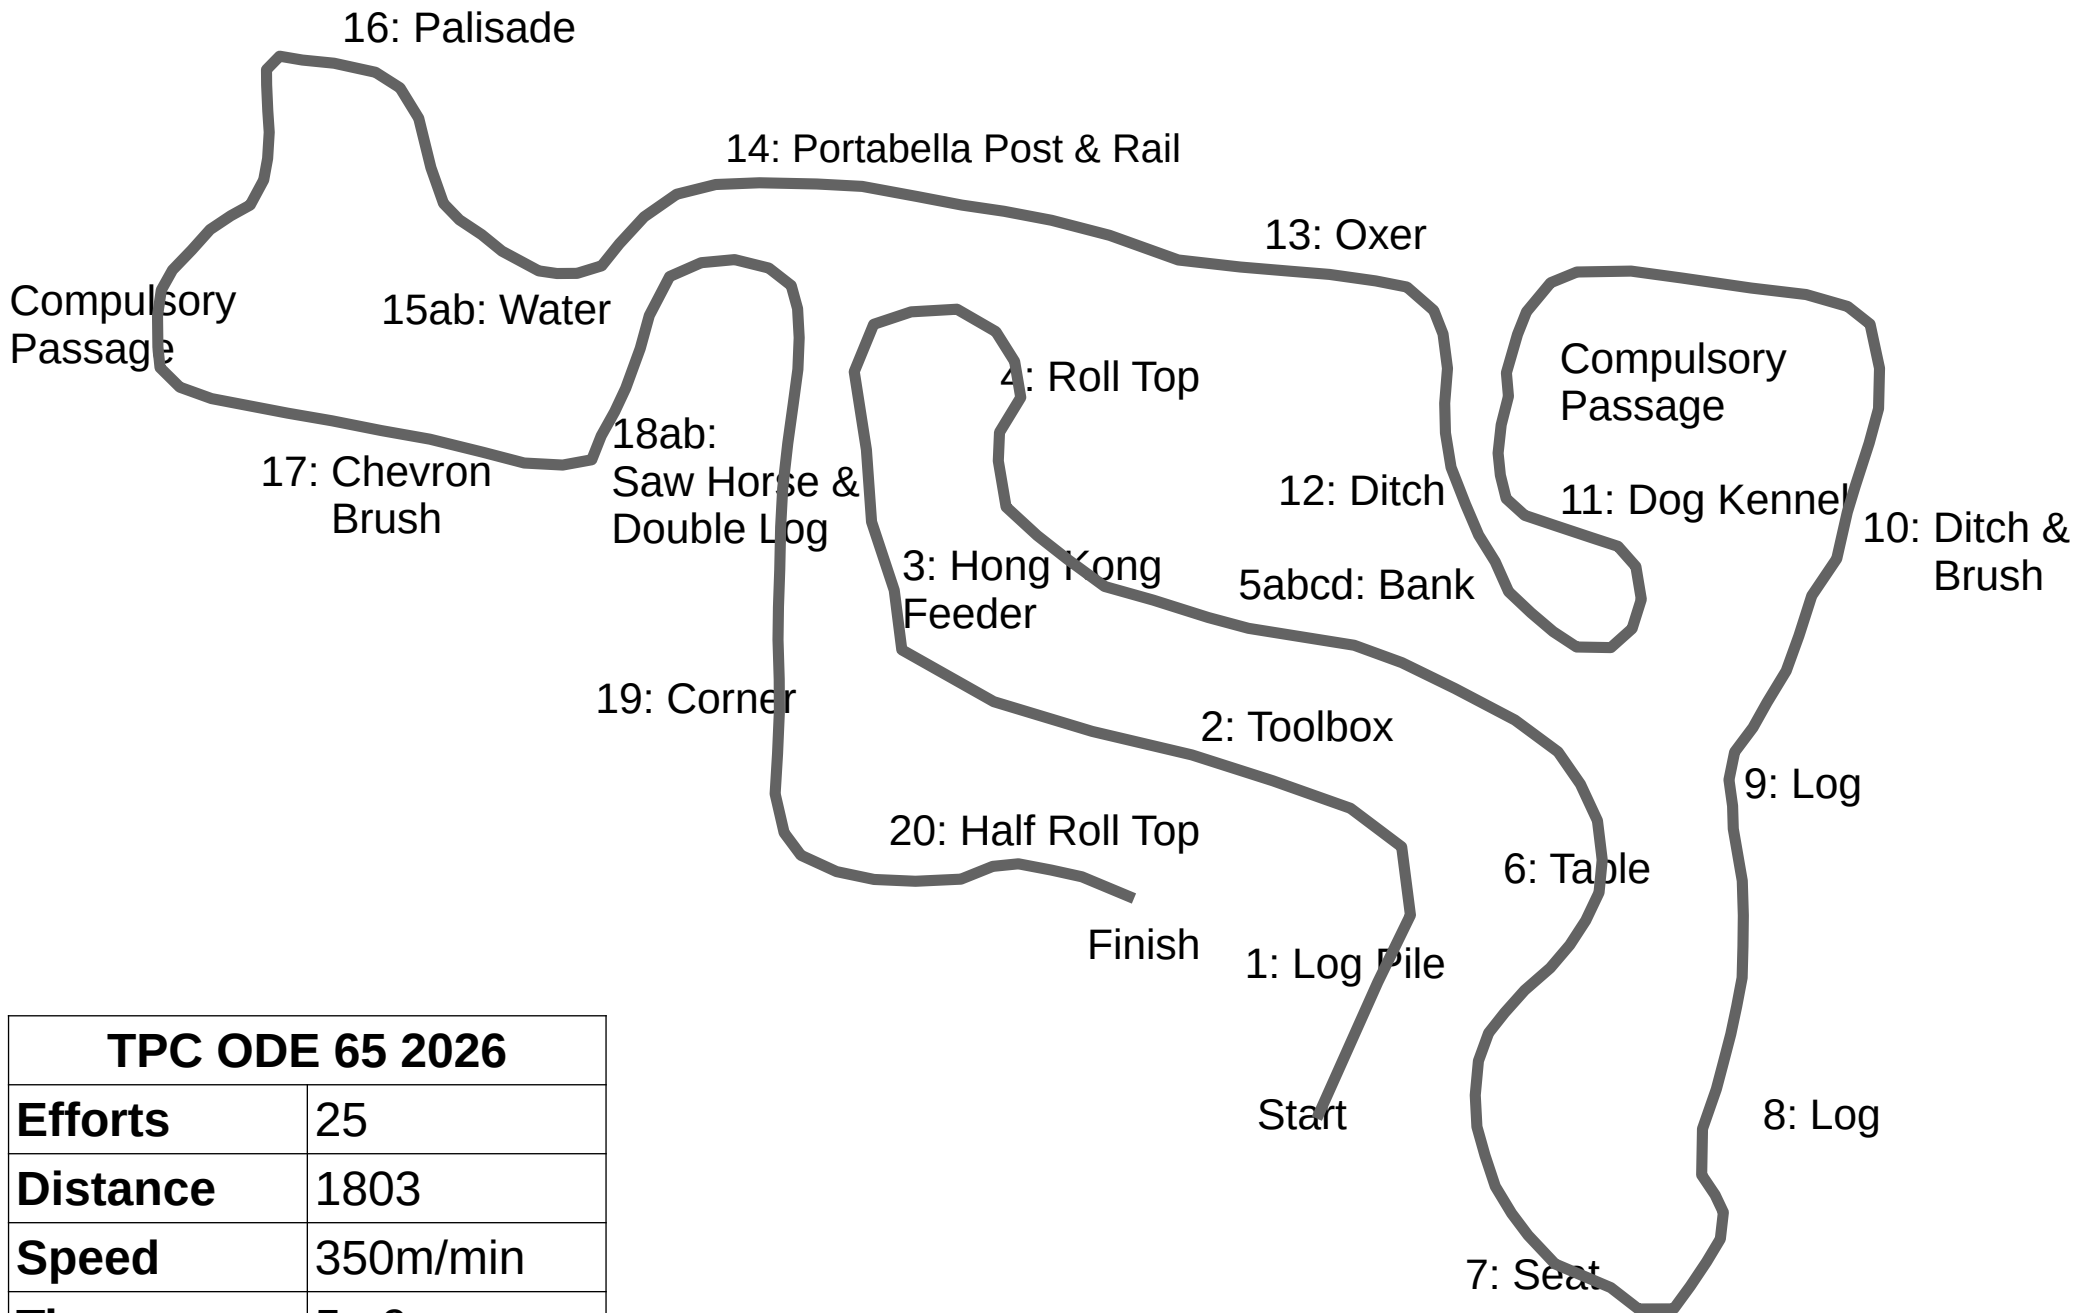 16: Palisade
14: Portabella Post & Rail
13: Oxer
Compulsory
Passage
15ab: Water
Compulsory
Passage
4: Roll Top
18ab:
Saw Horse &
Double Log
17: Chevron
Brush
12: Ditch
11: Dog Kennel
10: Ditch &
Brush
3: Hong Kong
Feeder
5abcd: Bank
19: Corner
2: Toolbox
9: Log
20: Half Roll Top
6: Table
Finish
1: Log Pile
Start
8: Log
7: Seat
TPC ODE 65 2026
Efforts 25
Distance 1803
Speed 350m/min